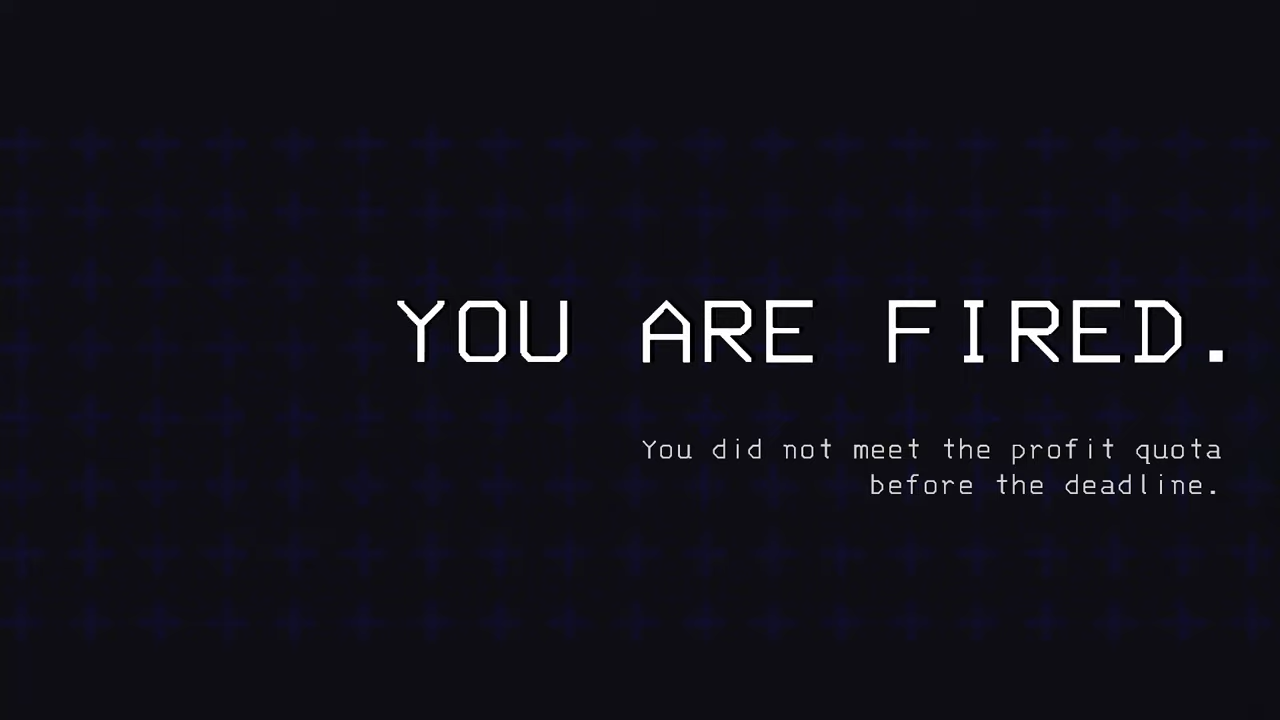 YOU ARE FIRED.
You did not meet the profit quota
before the deadline.